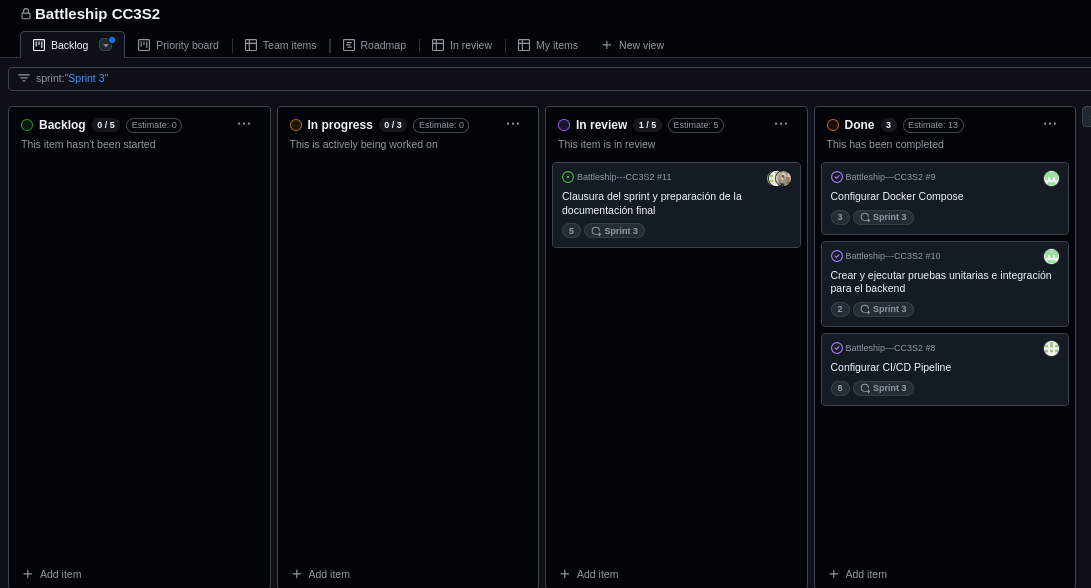 Battleship CC3S2
Backlog
Priority board
Team items
Roadmap
In review
My items
New view
sprint:"Sprint 3"
Backlog 0 / 5 Estimate: 0
This item hasn't been started
Add item
In progress 0 / 3 Estimate: 0
This is actively being worked on
Add item
In review 1 / 5 Estimate: 5
This item is in review
Battleship---CC3S2 #11
Clausura del sprint y preparación de la
documentación final
5 Sprint 3
Add item
Done 3 Estimate: 13
This has been completed
Battleship---CC3S2 #9
Configurar Docker Compose
3 Sprint 3
Battleship---CC3S2 #10
Crear y ejecutar pruebas unitarias e integración
para el backend
2 Sprint 3
Battleship---CC3S2 #8
Configurar CI/CD Pipeline
8 Sprint 3
Add item